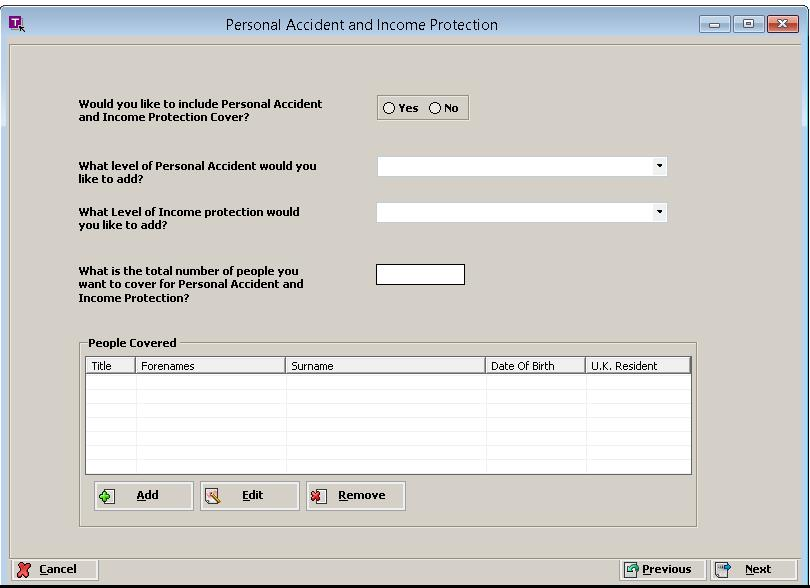 Personal Accident and Income Protection
Would you like to include Personal Accident
and Income Protection Cover?
Yes No
What level of Personal Accident would you
like to add?
What Level of Income protection would
you like to add?
What is the total number of people you
want to cover for Personal Accident and
Income Protection?
People Covered
Title Forenames Surname Date Of Birth U.K. Resident
Add Edit Remove
Cancel Previous Next